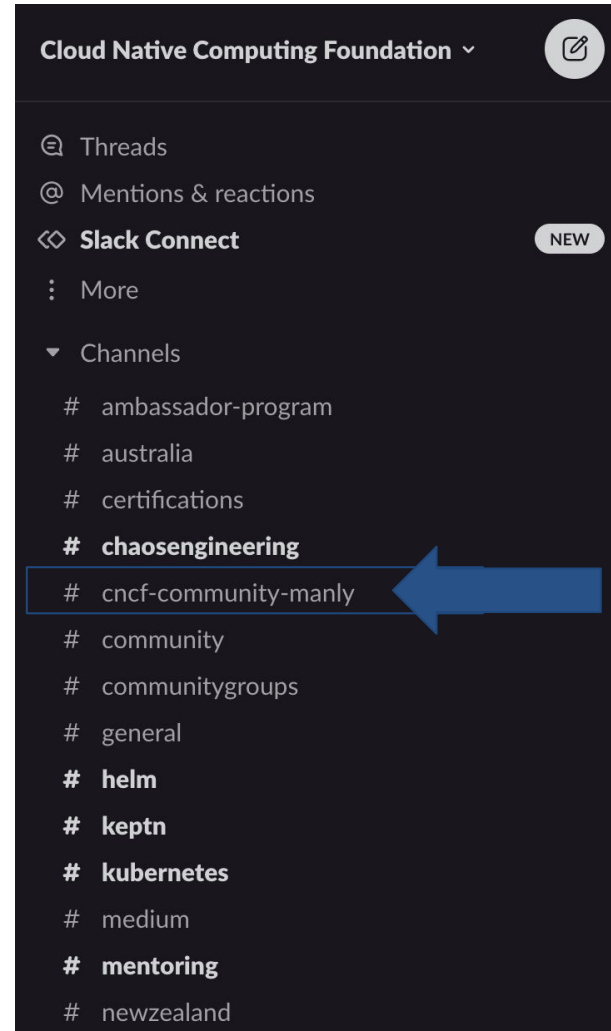 Cloud Native Computing Foundation
Threads
@ Mentions & reactions
Slack Connect NEW
More
Channels
# ambassador-program
# australia
# certifications
# chaosengineering
# cncf-community-manly
# community
# communitygroups
# general
# helm
# keptn
# kubernetes
# medium
# mentoring
# newzealand